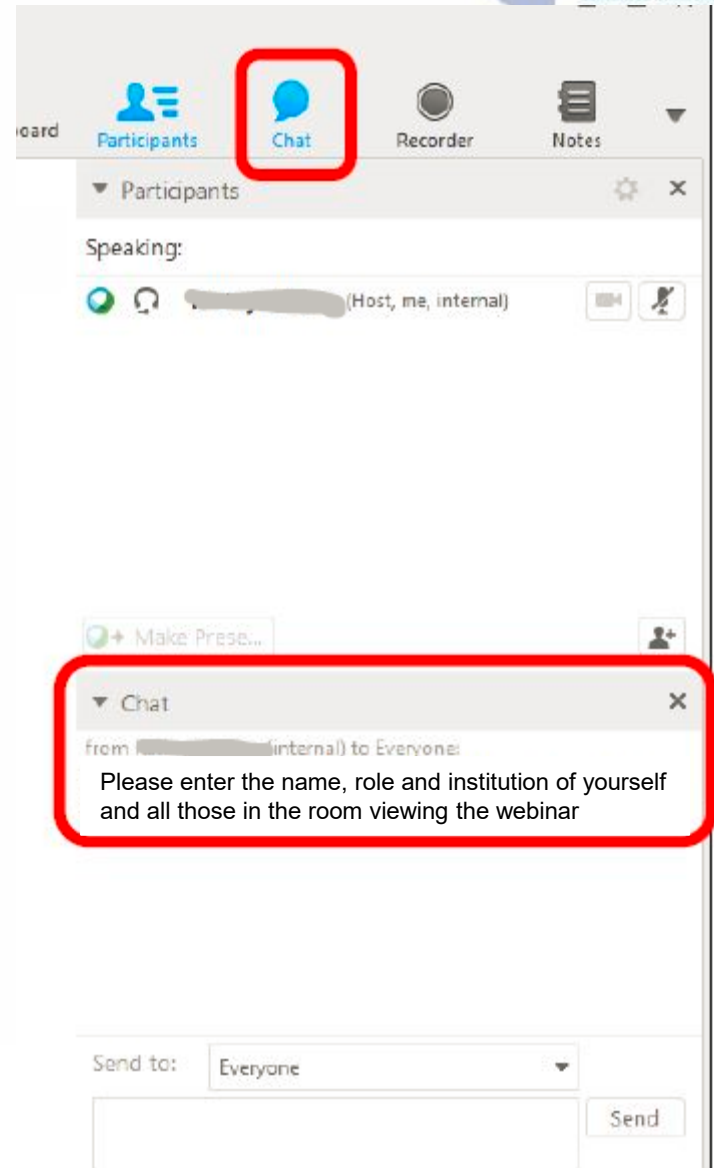 oard
Participants Chat Recorder Notes
Participants
Speaking:
(Host, me, internal)
Make Prese...
Chat
from internal) to Everyone:
Please enter the name, role and institution of yourself
and all those in the room viewing the webinar
Send to: Everyone
Send